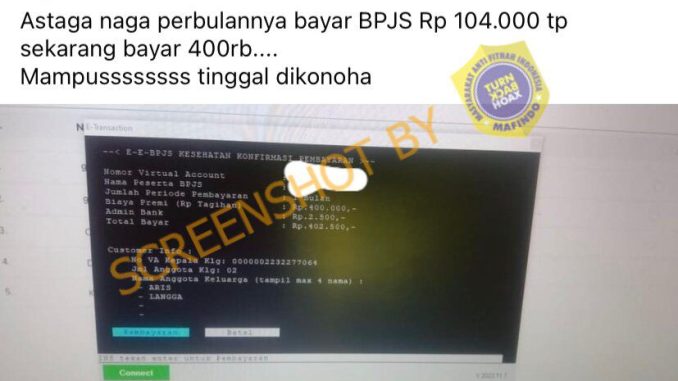 Astaga naga perbulannya bayar BPJS Rp 104.000 tp
sekarang bayar 400rb....
Mampussssssss tinggal dikonoha
MASYARAKAT ANTI FITNAH INDONESIA
TURN
BACK
HOAX
MAFINDO
SCREENSHOT BY
E-Transaction
--< E-E-BPJS KESEHATAN KONFIRMASI PEMBAYARAN >--
Nomor Virtual Account :
Nama Peserta BPJS :
Jumlah Periode Pembayaran : 1 Bulan
Biaya Premi (Rp Tagihan) : Rp.400.000,-
Admin Bank : Rp.2.500,-
Total Bayar : Rp.402.500,-
Customer Info :
No VA Kepala Klg: 0000002232277064
Jml Anggota Klg: 02
Nama Anggota Keluarga (tampil max 4 nama) :
- ARIS
- LANGGA
-
-
Pembayaran Batal
tekan enter untuk Pembayaran
Connect